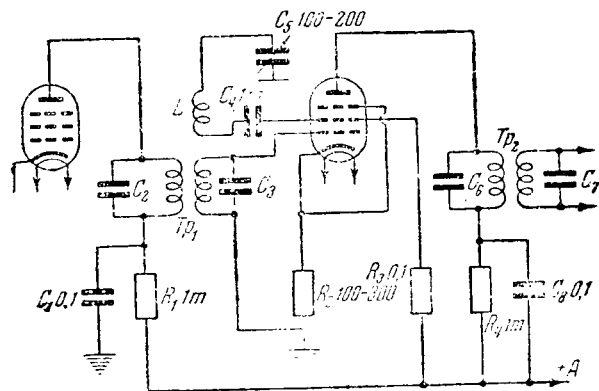 C₅ 100-200
L
C₂
Tp₁
C₃
C₆
Tp₂
C₇
C₁ 0,1
R₁ 1m
R₂ 100-300
R₃ 0,1
R₄ 1m
C₈ 0,1
+A